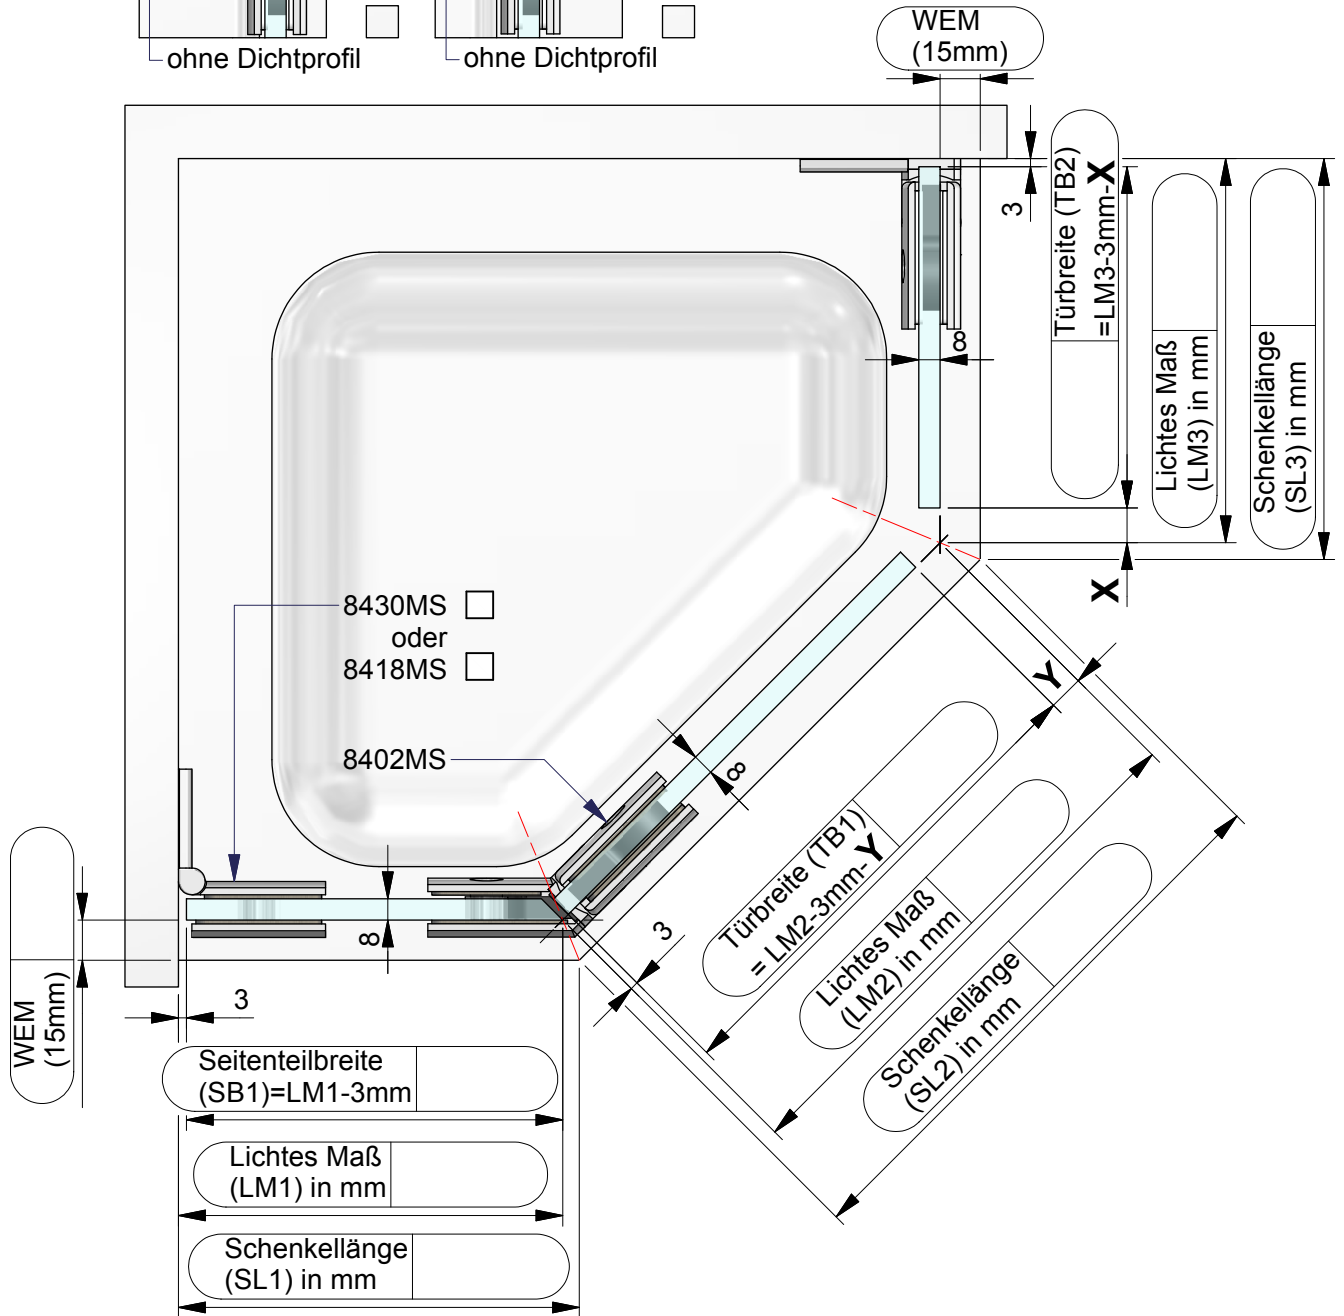 ohne Dichtprofil
ohne Dichtprofil
WEM
(15mm)
3
Türbreite (TB2)
=LM3-3mm-X
Lichtes Maß
(LM3) in mm
Schenkellänge
(SL3) in mm
8
X
8430MS
oder
8418MS
8402MS
Y
8
Türbreite (TB1)
= LM2-3mm-Y
Lichtes Maß
(LM2) in mm
Schenkellänge
(SL2) in mm
3
8
WEM
(15mm)
3
Seitenteilbreite
(SB1)=LM1-3mm
Lichtes Maß
(LM1) in mm
Schenkellänge
(SL1) in mm